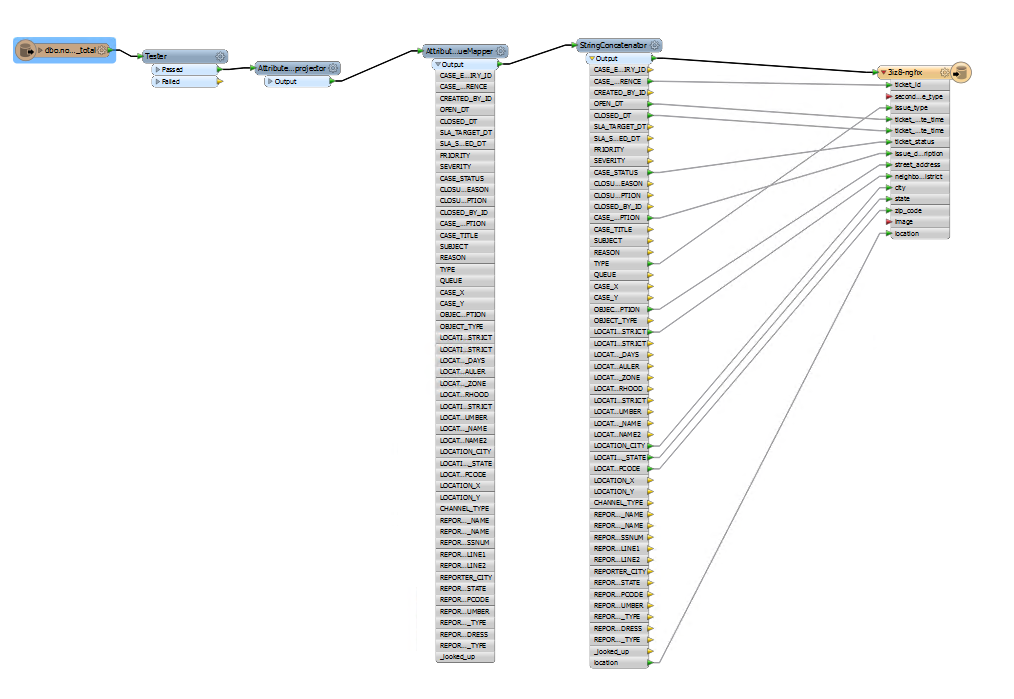 dbo.no..._total
Tester
Passed
Failed
Attribute...projector
Output
Attribut...ueMapper
Output
CASE_E...IRY_ID
CASE_...RENCE
CREATED_BY_ID
OPEN_DT
CLOSED_DT
SLA_TARGET_DT
SLA_S...ED_DT
PRIORITY
SEVERITY
CASE_STATUS
CLOSU...EASON
CLOSU...PTION
CLOSED_BY_ID
CASE_...PTION
CASE_TITLE
SUBJECT
REASON
TYPE
QUEUE
CASE_X
CASE_Y
OBJEC...PTION
OBJECT_TYPE
LOCATI...STRICT
LOCATI...STRICT
LOCAT..._DAYS
LOCAT...AULER
LOCAT..._ZONE
LOCAT...RHOOD
LOCATI...STRICT
LOCAT...UMBER
LOCAT..._NAME
LOCAT...NAME2
LOCATION_CITY
LOCATI..._STATE
LOCAT...PCODE
LOCATION_X
LOCATION_Y
CHANNEL_TYPE
REPOR..._NAME
REPOR..._NAME
REPOR...SSNUM
REPOR...LINE1
REPOR...LINE2
REPORTER_CITY
REPOR...STATE
REPOR...PCODE
REPOR...UMBER
REPOR..._TYPE
REPOR...DRESS
REPOR..._TYPE
_looked_up
StringConcatenator
Output
CASE_E...IRY_ID
CASE_...RENCE
CREATED_BY_ID
OPEN_DT
CLOSED_DT
SLA_TARGET_DT
SLA_S...ED_DT
PRIORITY
SEVERITY
CASE_STATUS
CLOSU...EASON
CLOSU...PTION
CLOSED_BY_ID
CASE_...PTION
CASE_TITLE
SUBJECT
REASON
TYPE
QUEUE
CASE_X
CASE_Y
OBJEC...PTION
OBJECT_TYPE
LOCATI...STRICT
LOCATI...STRICT
LOCAT..._DAYS
LOCAT...AULER
LOCAT..._ZONE
LOCAT...RHOOD
LOCATI...STRICT
LOCAT...UMBER
LOCAT..._NAME
LOCAT...NAME2
LOCATION_CITY
LOCATI..._STATE
LOCAT...PCODE
LOCATION_X
LOCATION_Y
CHANNEL_TYPE
REPOR..._NAME
REPOR..._NAME
REPOR...SSNUM
REPOR...LINE1
REPOR...LINE2
REPORTER_CITY
REPOR...STATE
REPOR...PCODE
REPOR...UMBER
REPOR..._TYPE
REPOR...DRESS
REPOR..._TYPE
_looked_up
location
3iz8-nghx
ticket_id
second...e_type
issue_type
ticket_...te_time
ticket_...te_time
ticket_status
issue_d...ription
street_address
neighbo...istrict
city
state
zip_code
image
location